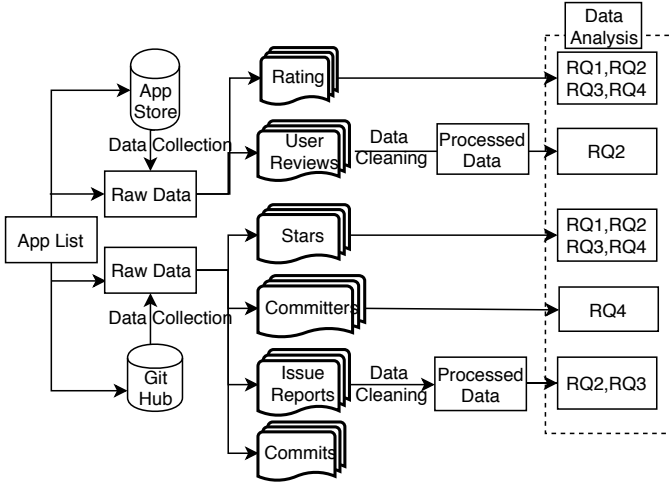 Data
Analysis
App
Store
Rating
RQ1,RQ2
RQ3,RQ4
Data Collection
User
Reviews
Data
Cleaning
Processed
Data
RQ2
Raw Data
App List
Stars
RQ1,RQ2
RQ3,RQ4
Raw Data
Committers
RQ4
Data Collection
Git
Hub
Issue
Reports
Data
Cleaning
Processed
Data
RQ2,RQ3
Commits